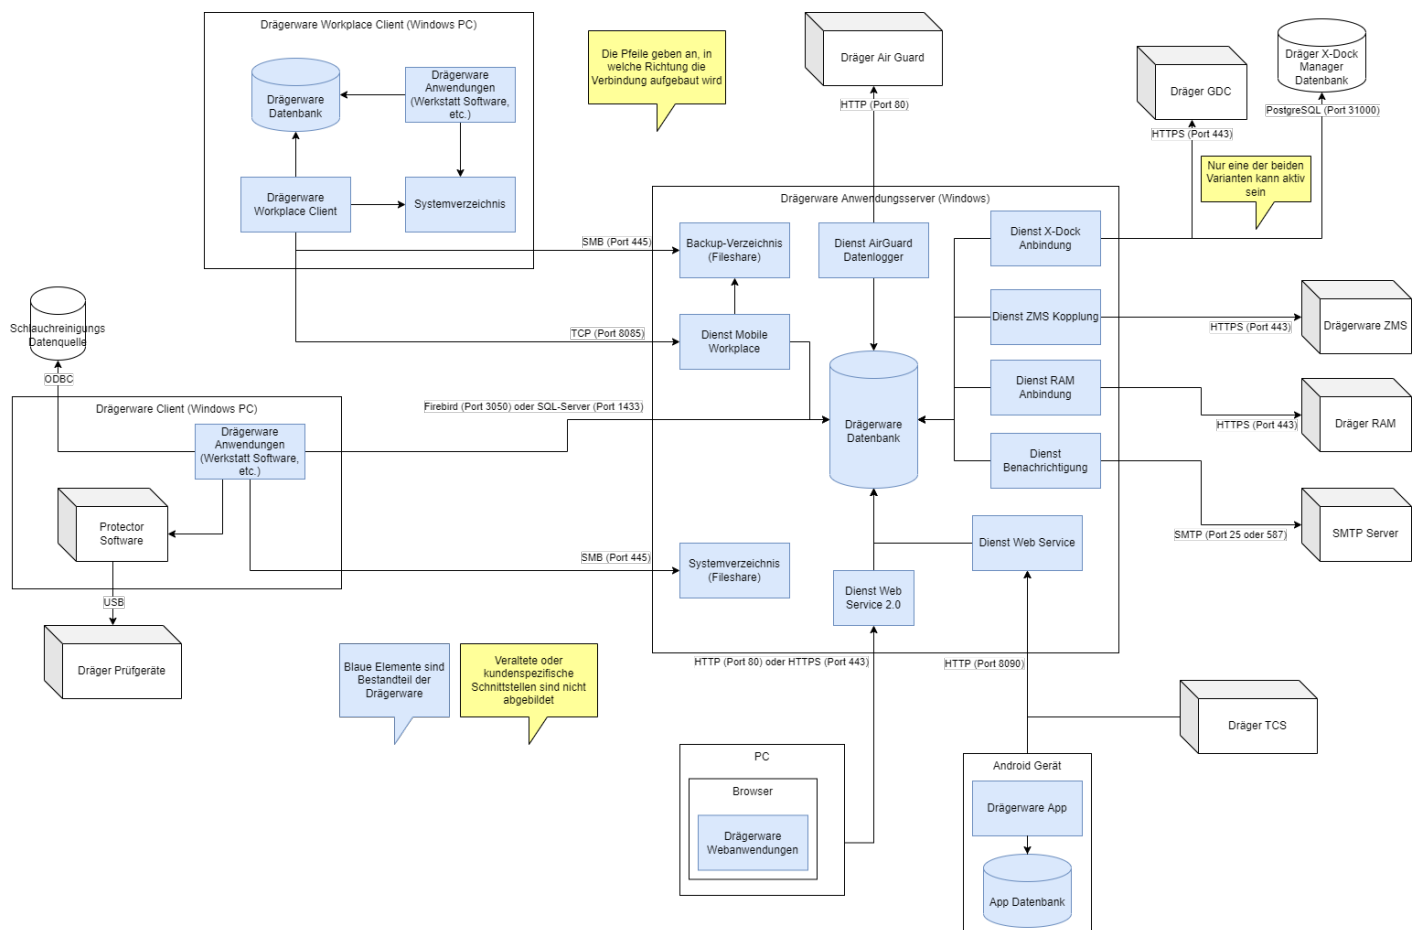 Drägerware Workplace Client (Windows PC)
Drägerware
Datenbank
Drägerware
Anwendungen
(Werkstatt Software,
etc.)
Drägerware
Workplace Client
Systemverzeichnis
Die Pfeile geben an, in
welche Richtung die
Verbindung aufgebaut wird
Dräger Air Guard
HTTP (Port 80)
Dräger GDC
HTTPS (Port 443)
Dräger X-Dock
Manager
Datenbank
PostgreSQL (Port 31000)
Nur eine der beiden
Varianten kann aktiv
sein
Drägerware Anwendungsserver (Windows)
SMB (Port 445)
Backup-Verzeichnis
(Fileshare)
Dienst AirGuard
Datenlogger
Dienst X-Dock
Anbindung
TCP (Port 8085)
Dienst Mobile
Workplace
Dienst ZMS Kopplung
HTTPS (Port 443)
Drägerware ZMS
Schlauchreinigungs
Datenquelle
ODBC
Drägerware Client (Windows PC)
Drägerware
Anwendungen
(Werkstatt Software,
etc.)
Firebird (Port 3050) oder SQL-Server (Port 1433)
Drägerware
Datenbank
Dienst RAM
Anbindung
HTTPS (Port 443)
Dräger RAM
Dienst
Benachrichtigung
SMTP (Port 25 oder 587)
SMTP Server
Protector
Software
USB
Dräger Prüfgeräte
SMB (Port 445)
Systemverzeichnis
(Fileshare)
Dienst Web Service
Dienst Web
Service 2.0
Blaue Elemente sind
Bestandteil der
Drägerware
Veraltete oder
kundenspezifische
Schnittstellen sind nicht
abgebildet
HTTP (Port 80) oder HTTPS (Port 443)
HTTP (Port 8090)
Dräger TCS
PC
Browser
Drägerware
Webanwendungen
Android Gerät
Drägerware App
App Datenbank